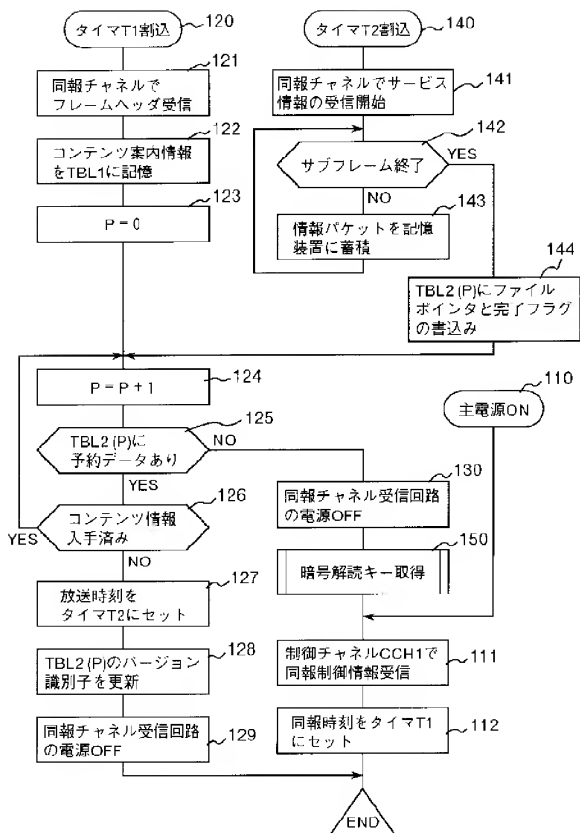 タイマT1割込
120
同報チャネルで
フレームヘッダ受信
121
コンテンツ案内情報
をTBL1に記憶
122
P=0
123
タイマT2割込
140
同報チャネルでサービス
情報の受信開始
141
サブフレーム終了
142
YES
NO
情報パケットを記憶
装置に蓄積
143
TBL2(P)にファイル
ポインタと完了フラグ
の書込み
144
P=P+1
124
TBL2(P)に
予約データあり
125
NO
YES
コンテンツ情報
入手済み
126
YES
NO
放送時刻を
タイマT2にセット
127
TBL2(P)のバージョン
識別子を更新
128
同報チャネル受信回路
の電源OFF
129
主電源ON
110
同報チャネル受信回路
の電源OFF
130
暗号解読キー取得
150
制御チャネルCCH1で
同報制御情報受信
111
同報時刻をタイマT1
にセット
112
END